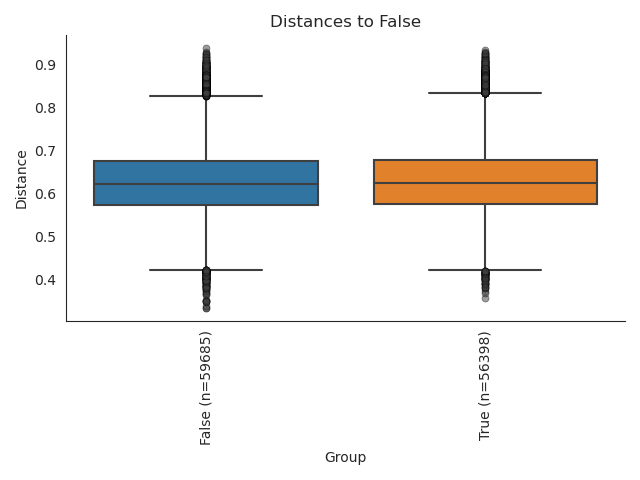 Distances to False
Distance
0.9
0.8
0.7
0.6
0.5
0.4
False (n=59685)
True (n=56398)
Group